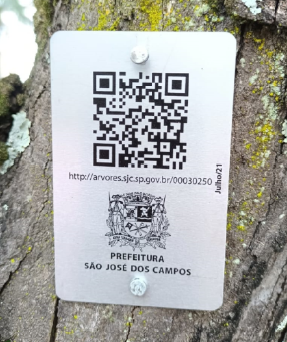 http://arvores.sjc.sp.gov.br/00030250
Julho/21
PREFEITURA
SÃO JOSÉ DOS CAMPOS